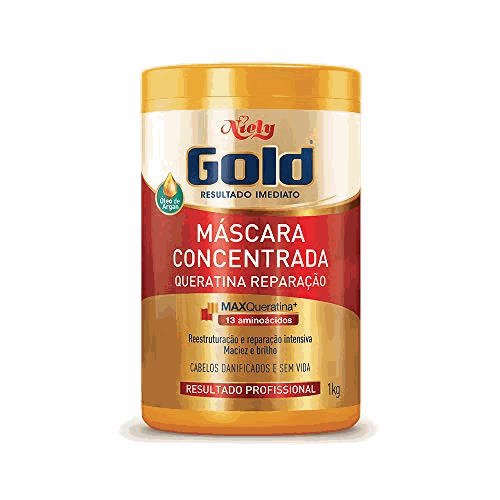 Niely
Gold
RESULTADO IMEDIATO
Óleo de
Argan
MÁSCARA
CONCENTRADA
QUERATINA REPARAÇÃO
MAXQueratina+
13 aminoácidos
Reestruturação e reparação intensiva
Maciez e brilho
CABELOS DANIFICADOS E SEM VIDA
RESULTADO PROFISSIONAL
1kg